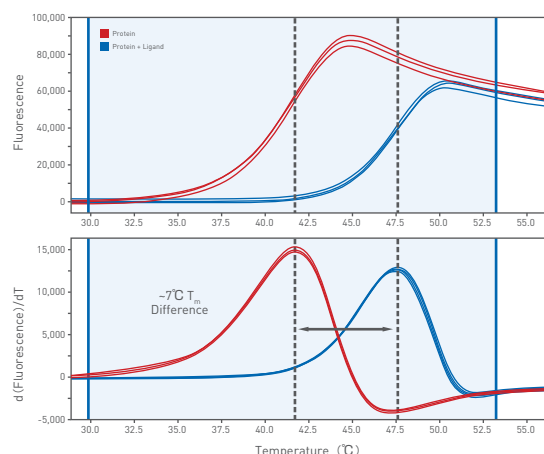 100,000
80,000
60,000
40,000
20,000
0
Fluorescence
Protein
Protein + Ligand
30.0 32.5 35.0 37.5 40.0 42.5 45.0 47.5 50.0 52.5 55.0
15,000
10,000
5,000
0
-5,000
d(Fluorescence)/dT
~7℃ Tm
Difference
30.0 32.5 35.0 37.5 40.0 42.5 45.0 47.5 50.0 52.5 55.0
Temperature (℃)